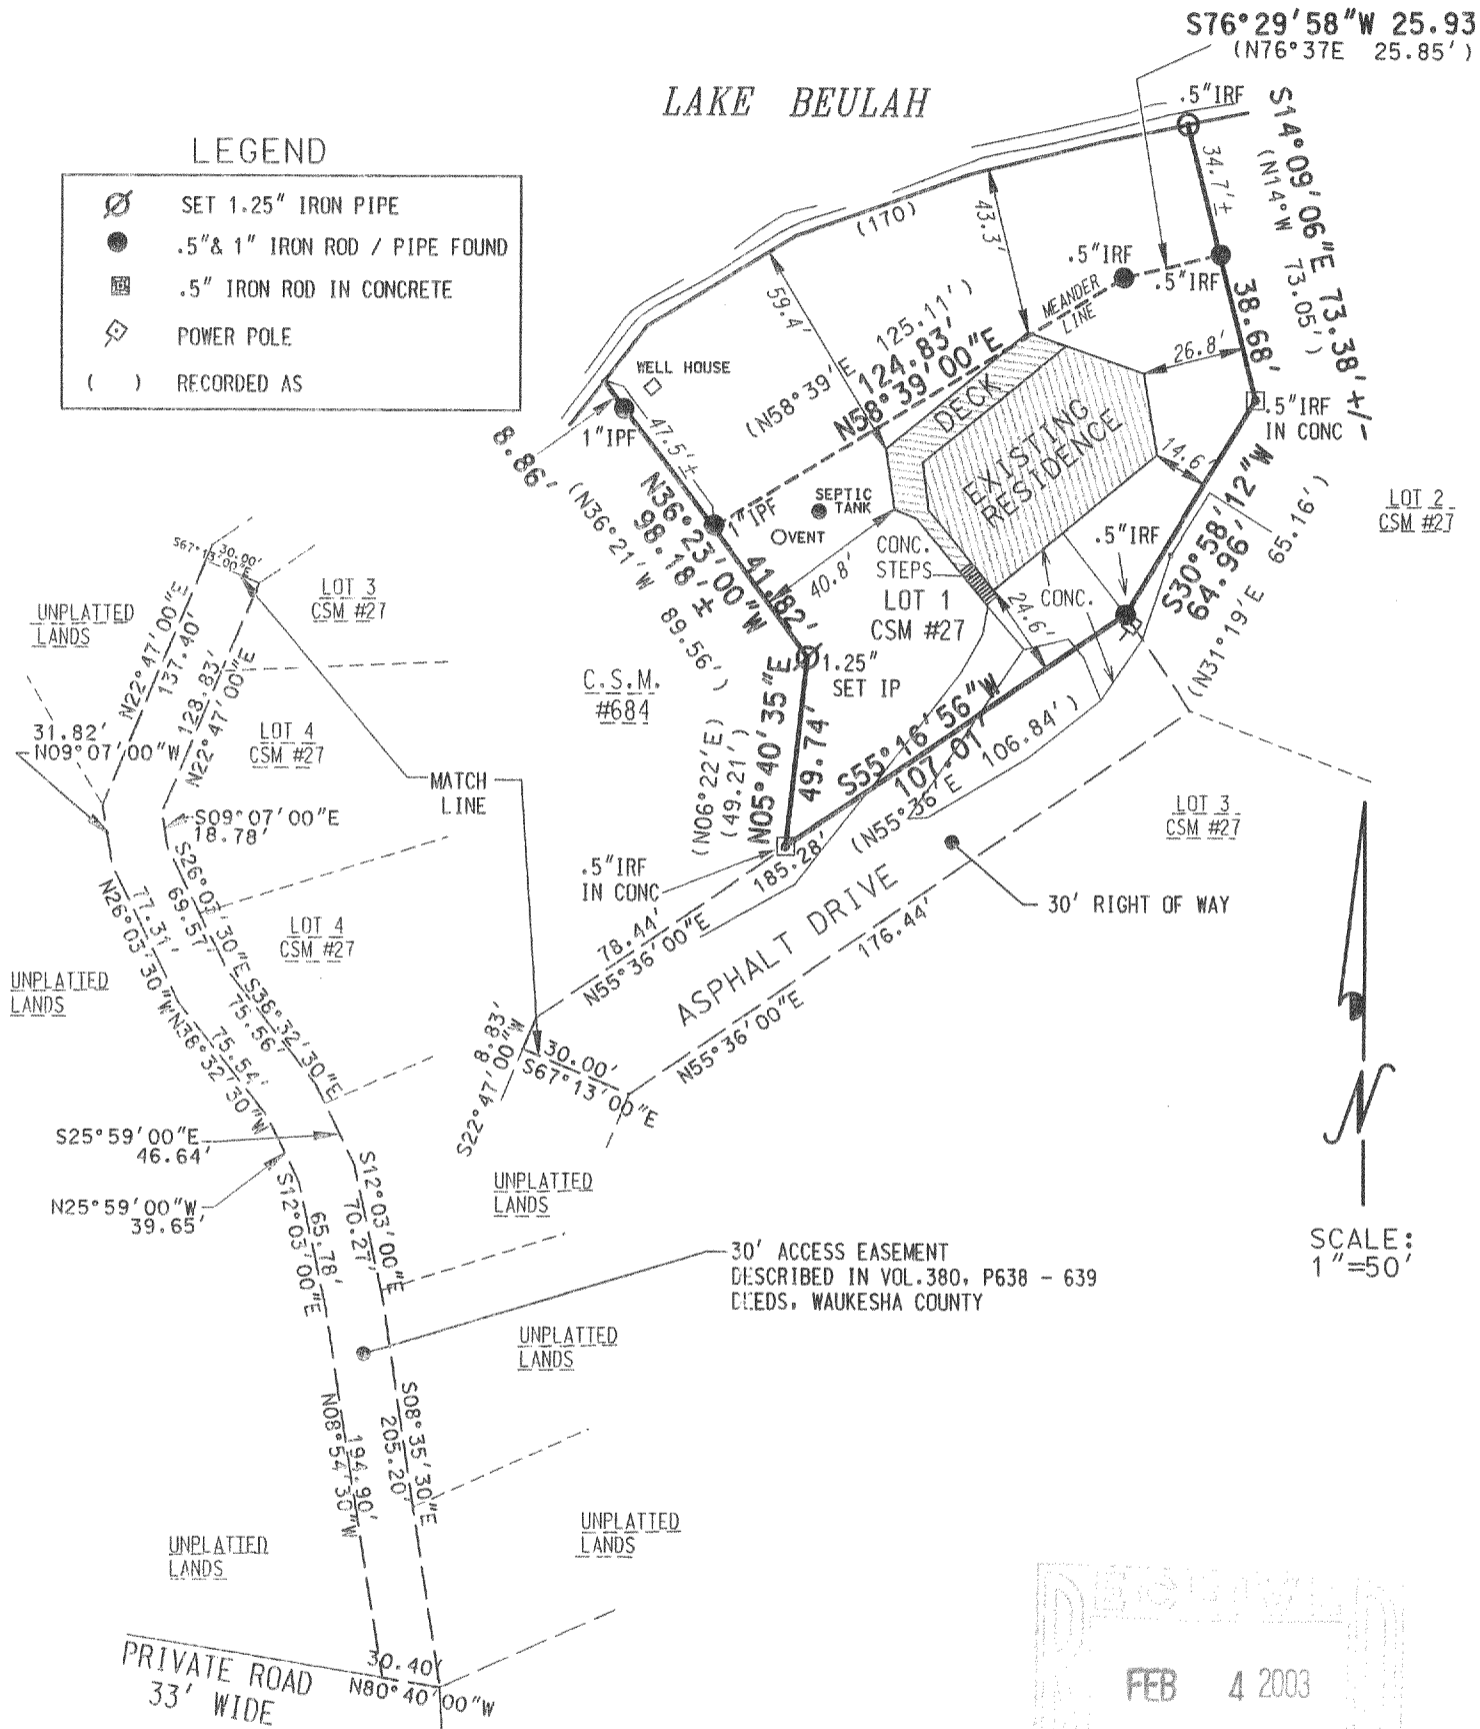 S76°29'58"W 25.93
(N76°37E 25.85')
LAKE BEULAH
.5"IRF
S14°09'06"E 73.38'+/-
(N14°W 73.05')
34.7'±
LEGEND
SET 1.25" IRON PIPE
.5"& 1" IRON ROD / PIPE FOUND
.5" IRON ROD IN CONCRETE
POWER POLE
( ) RECORDED AS
(170)
43.3'
59.4'
.5"IRF
.5"IRF
MEANDER
LINE
38.68'
26.8'
(N58°39'E 125.11')
124.83'
N58°39'00"E
WELL HOUSE
1"IPF
8.86'
47.5'±
DECK
EXISTING
RESIDENCE
.5"IRF
IN CONC
14.6'
N36°23'00"W
98.18'±
(N36°21'W 89.56')
1"IPF
SEPTIC
TANK
VENT
41.82'
40.8'
CONC.
STEPS
.5"IRF
CONC.
24.6'
LOT 1
CSM #27
S30°58'12"W
64.96'
(N31°19'E 65.16')
LOT 2
CSM #27
S67°13'00"E
30.00'
LOT 3
CSM #27
UNPLATTED
LANDS
N22°47'00"E
137.40'
128.83'
N22°47'00"E
1.25"
SET IP
C.S.M.
#684
(N06°22'E)
(49.21')
N05°40'35"E
49.74'
S55°16'56"W
107.01'
(N55°36'E 106.84')
31.82'
N09°07'00"W
LOT 4
CSM #27
MATCH
LINE
S09°07'00"E
18.78'
LOT 3
CSM #27
.5"IRF
IN CONC
185.28'
S26°03'30"E
69.57'
77.31'
N26°03'30"W
LOT 4
CSM #27
30' RIGHT OF WAY
78.44'
N55°36'00"E
ASPHALT DRIVE
176.44'
N55°36'00"E
UNPLATTED
LANDS
S36°32'30"E
75.56'
75.54'
N36°32'30"W
8.83'
S22°47'00"W
30.00'
S67°13'00"E
S25°59'00"E
46.64'
N25°59'00"W
39.65'
S12°03'00"E
70.27'
65.78'
S12°03'00"E
UNPLATTED
LANDS
SCALE:
1"=50'
30' ACCESS EASEMENT
DESCRIBED IN VOL.380, P638 - 639
DEEDS, WAUKESHA COUNTY
UNPLATTED
LANDS
S08°35'30"E
205.20'
194.90'
N08°54'30"W
UNPLATTED
LANDS
UNPLATTED
LANDS
PRIVATE ROAD
33' WIDE
30.40'
N80°40'00"W
N
FEB 4 2003